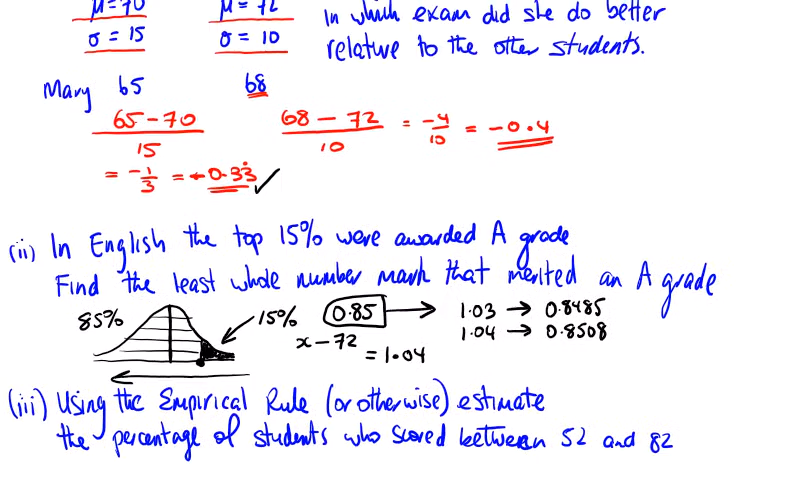 μ=70 μ=72 In which exam did she do better
σ=15 σ=10 relative to the other students.
Mary 65 68
65-70 68-72 = -4/10 = -0.4
15 10
= -1/3 = -0.33̇ ✓
(ii) In English the top 15% were awarded A grade
Find the least whole number mark that merited an A grade
85% 15% 0.85 → 1.03 → 0.8485
1.04 → 0.8508
x-72 = 1.04
(iii) Using the Empirical Rule (or otherwise) estimate
the percentage of students who scored between 52 and 82